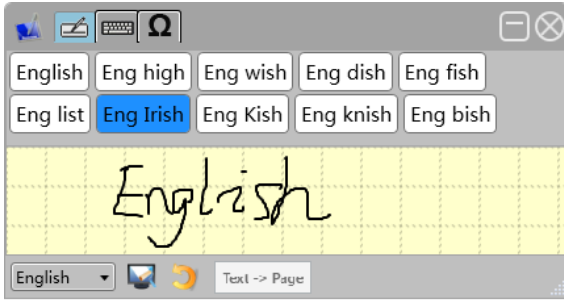 Ω
English Eng high Eng wish Eng dish Eng fish
Eng list Eng Irish Eng Kish Eng knish Eng bish
English
English Text -> Page